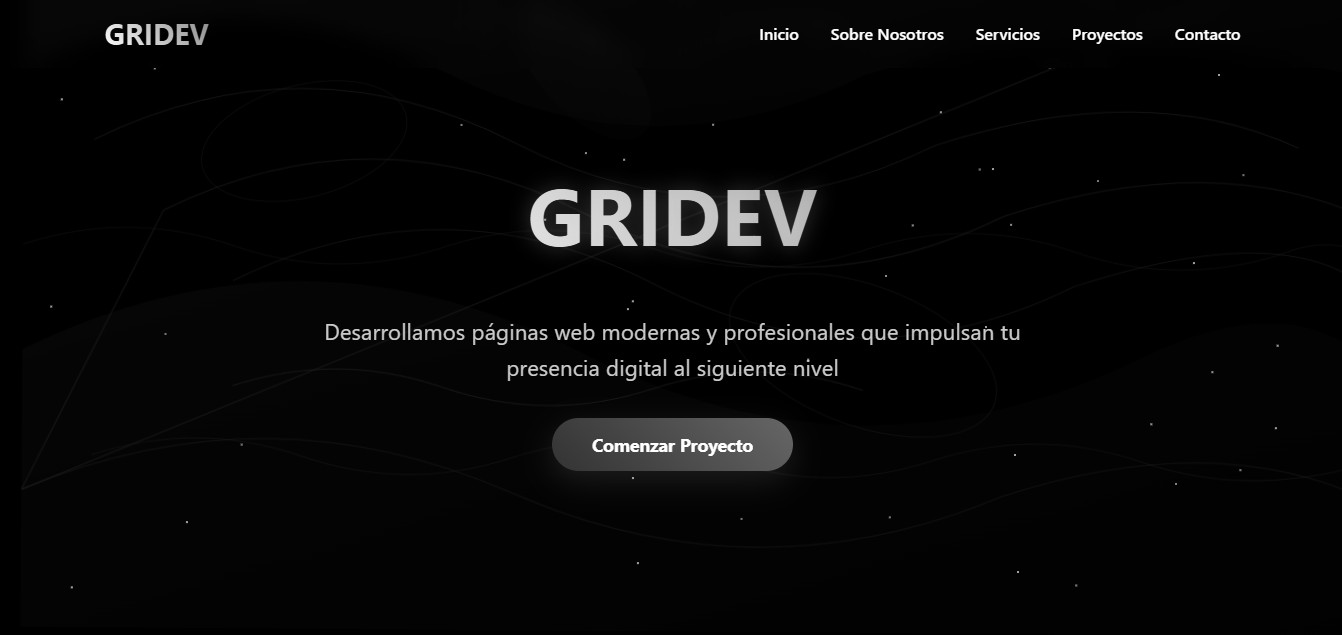 GRIDEV
Inicio Sobre Nosotros Servicios Proyectos Contacto
GRIDEV
Desarrollamos páginas web modernas y profesionales que impulsan tu
presencia digital al siguiente nivel
Comenzar Proyecto